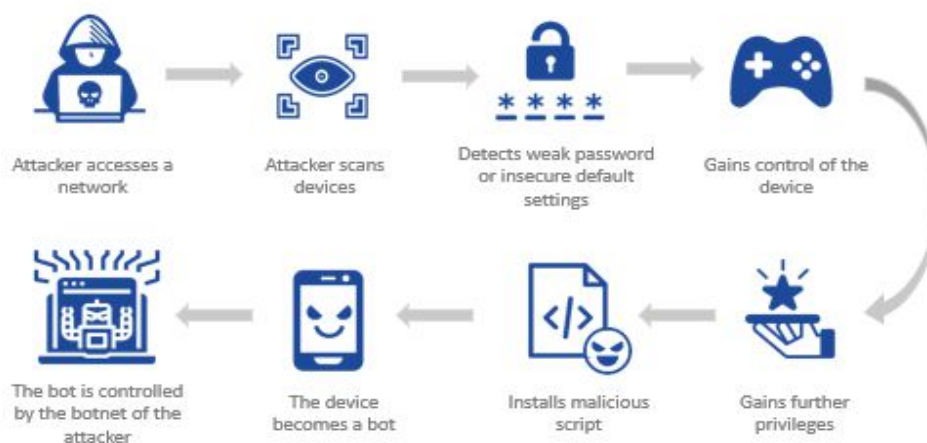 Attacker accesses a
network
Attacker scans
devices
* * * *
Detects weak password
or insecure default
settings
Gains control of the
device
The bot is controlled
by the botnet of the
attacker
The device
becomes a bot
</>
Installs malicious
script
Gains further
privileges